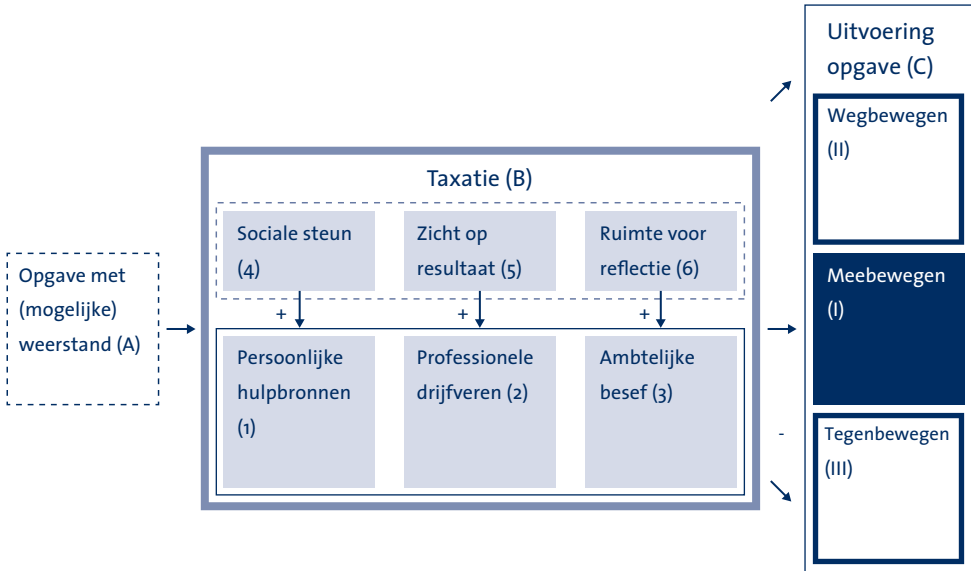 Opgave met
(mogelijke)
weerstand (A)
Taxatie (B)
Sociale steun
(4)
Zicht op
resultaat (5)
Ruimte voor
reflectie (6)
+
+
+
Persoonlijke
hulpbronnen
(1)
Professionele
drijfveren (2)
Ambtelijke
besef (3)
-
Uitvoering
opgave (C)
Wegbewegen
(II)
Meebewegen
(I)
Tegenbewegen
(III)